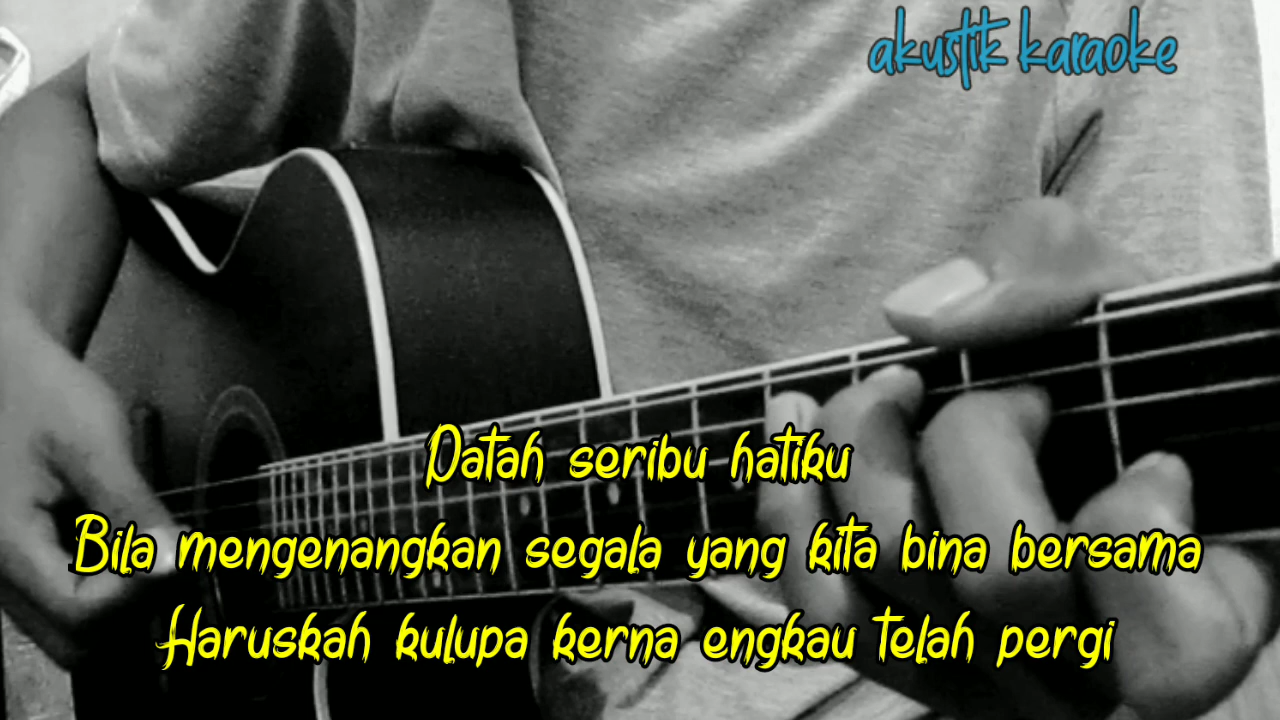 akustik karaoke
Patah seribu hatiku
Bila mengenangkan segala yang kita bina bersama
Haruskah kulupa kerna engkau telah pergi